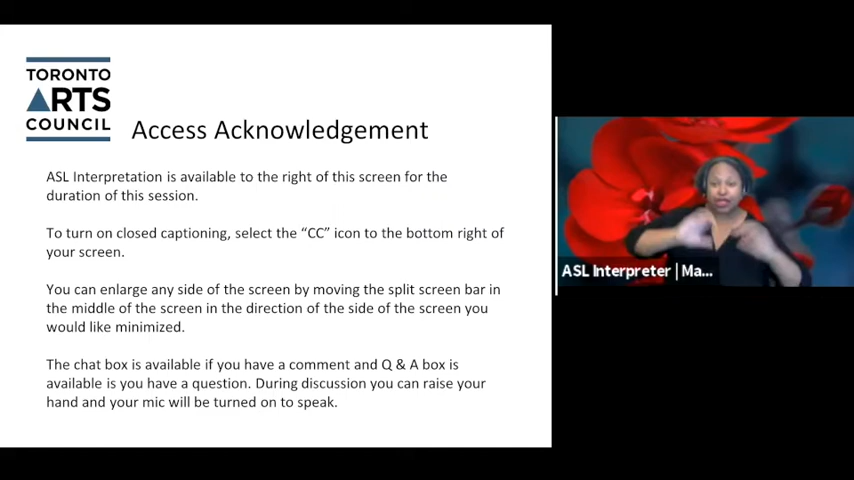 TORONTO
ARTS
COUNCIL
Access Acknowledgement
ASL Interpretation is available to the right of this screen for the
duration of this session.
To turn on closed captioning, select the “CC” icon to the bottom right of
your screen.
You can enlarge any side of the screen by moving the split screen bar in
the middle of the screen in the direction of the side of the screen you
would like minimized.
The chat box is available if you have a comment and Q & A box is
available is you have a question. During discussion you can raise your
hand and your mic will be turned on to speak.
ASL Interpreter | Ma...